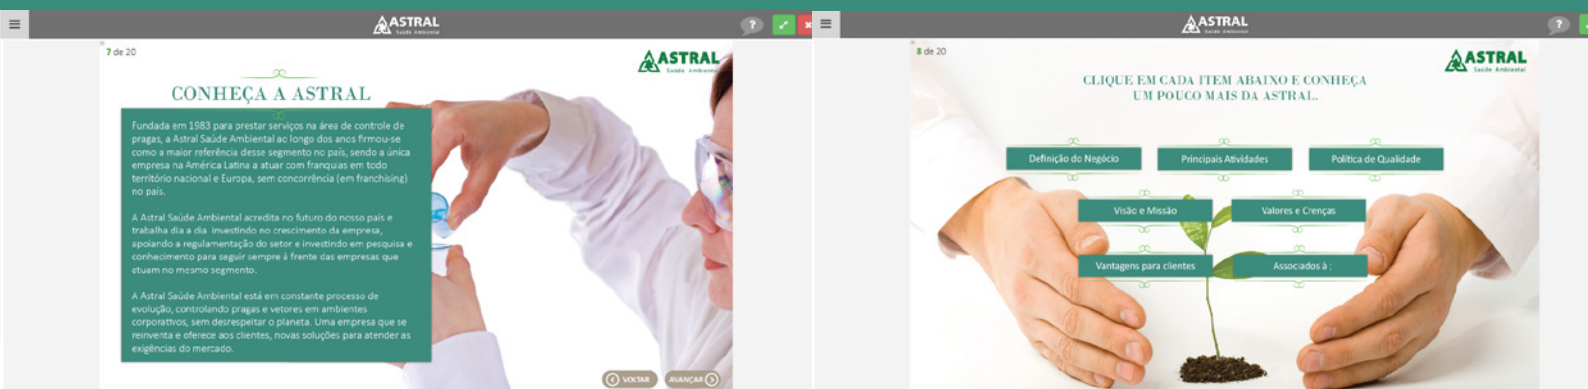 ASTRAL
Saúde Ambiental
?
7 de 20
ASTRAL
Saúde Ambiental
CONHEÇA A ASTRAL
Fundada em 1983 para prestar serviços na área de controle de
pragas, a Astral Saúde Ambiental ao longo dos anos firmou-se
como a maior referência desse segmento no país, sendo a única
empresa na América Latina a atuar com franquias em todo
território nacional e Europa, sem concorrência (em franchising)
no país.
A Astral Saúde Ambiental acredita no futuro do nosso país e
trabalha dia a dia investindo no crescimento da empresa,
apoiando a regulamentação do setor e investindo em pesquisa e
conhecimento para seguir sempre à frente das empresas que
atuam no mesmo segmento.
A Astral Saúde Ambiental está em constante processo de
evolução, controlando pragas e vetores em ambientes
corporativos, sem desrespeitar o planeta. Uma empresa que se
reinventa e oferece aos clientes, novas soluções para atender as
exigências do mercado.
VOLTAR
AVANÇAR
ASTRAL
Saúde Ambiental
?
8 de 20
ASTRAL
Saúde Ambiental
CLIQUE EM CADA ITEM ABAIXO E CONHEÇA
UM POUCO MAIS DA ASTRAL.
Definição do Negócio
Principais Atividades
Política de Qualidade
Visão e Missão
Valores e Crenças
Vantagens para clientes
Associados à :